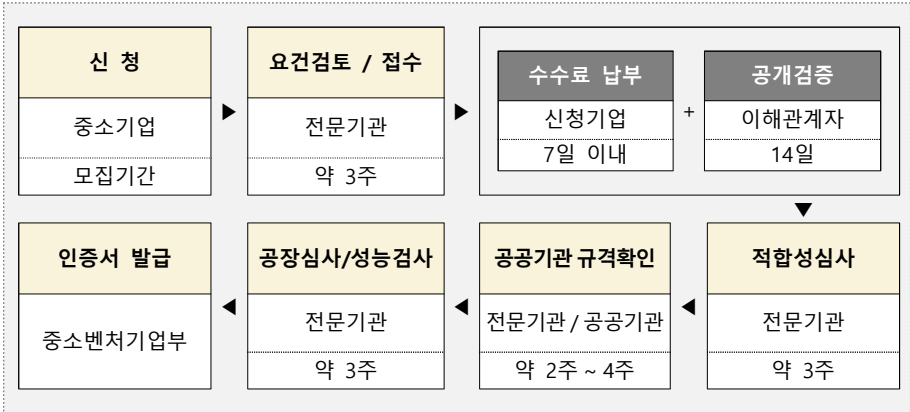 신 청
중소기업
모집기간
▶
요건검토 / 접수
전문기관
약 3주
▶
수수료 납부
신청기업
7일 이내
+
공개검증
이해관계자
14일
▼
적합성심사
전문기관
약 3주
◀
공공기관 규격확인
전문기관 / 공공기관
약 2주 ~ 4주
◀
공장심사/성능검사
전문기관
약 3주
◀
인증서 발급
중소벤처기업부